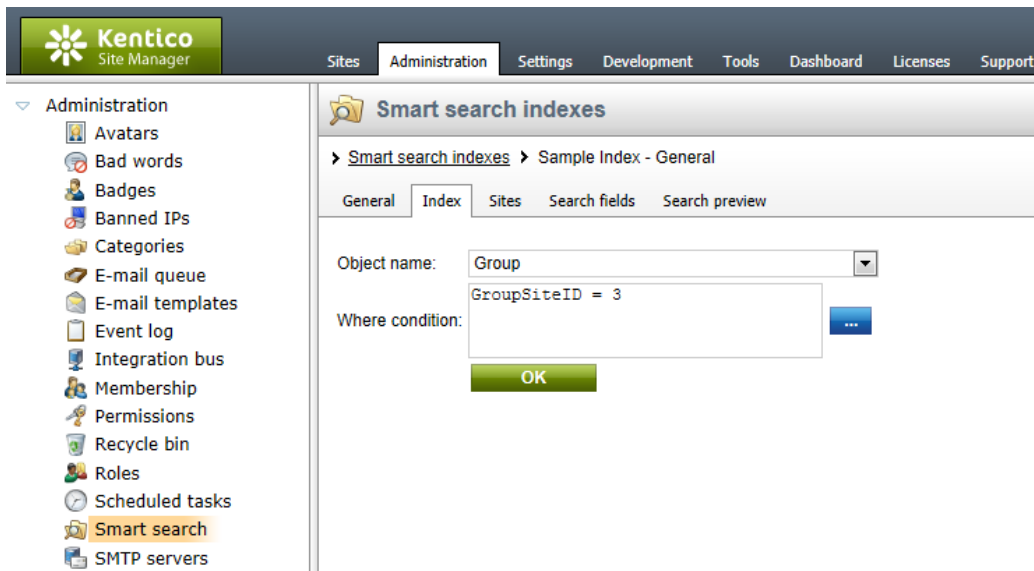 Kentico
Site Manager
Sites Administration Settings Development Tools Dashboard Licenses Support
Administration
Avatars
Bad words
Badges
Banned IPs
Categories
E-mail queue
E-mail templates
Event log
Integration bus
Membership
Permissions
Recycle bin
Roles
Scheduled tasks
Smart search
SMTP servers
Smart search indexes
Smart search indexes Sample Index - General
General Index Sites Search fields Search preview
Object name: Group
Where condition: GroupSiteID = 3
...
OK